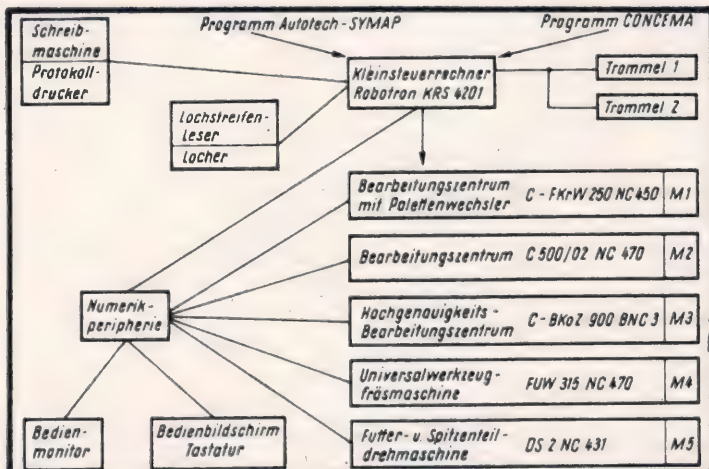 Programm Autotech-SYMAP
Programm CONCEMA
Schreib-
maschine
Protokoll-
drucker
Kleinsteuerrechner
Robotron KRS 4201
Trommel 1
Trommel 2
Lochstreifen-
leser
Locher
Bearbeitungszentrum
mit Palettenwechsler C-FKrW 250 NC 450 M1
Bearbeitungszentrum C 500/02 NC 470 M2
Hochgenauigkeits-
Bearbeitungszentrum C-BKoZ 900 BNC 3 M3
Numerik-
peripherie
Universalwerkzeug-
fräsmaschine FUW 315 NC 470 M4
Bedien-
monitor
Bedienbildschirm
Tastatur
Futter- u. Spitzenteil-
drehmaschine DS 2 NC 431 M5